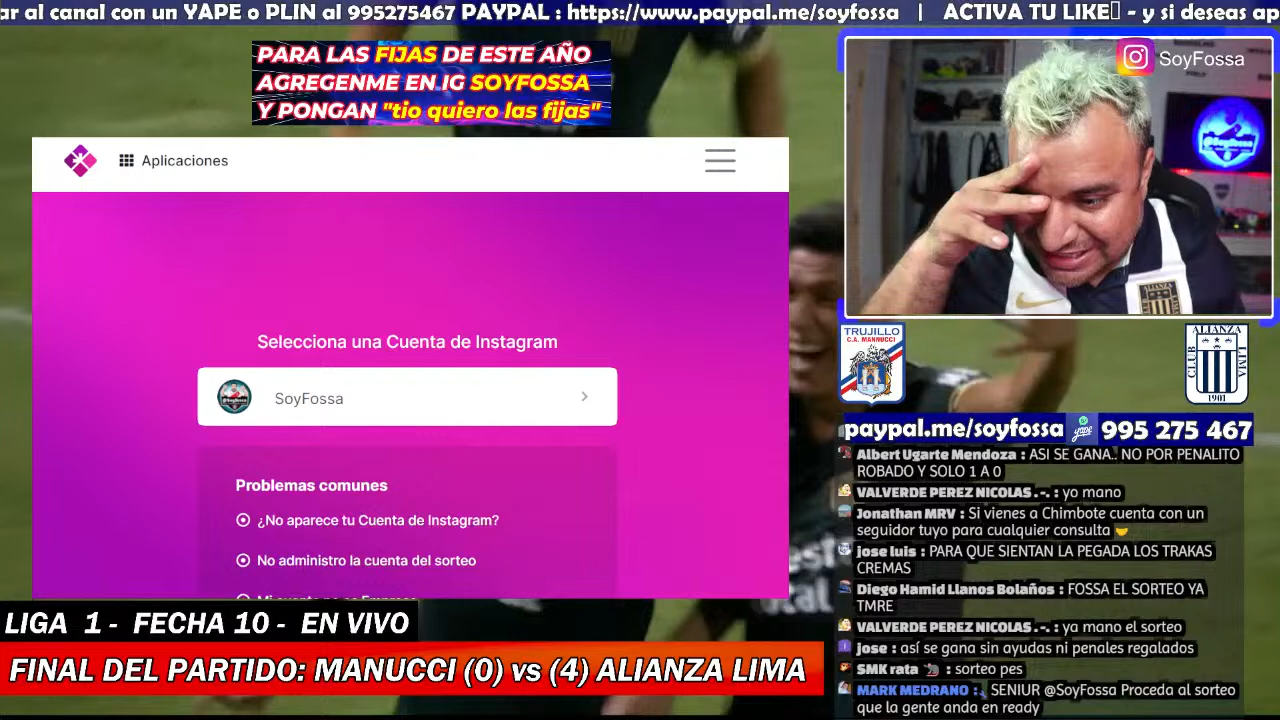 ar al canal con un YAPE o PLIN al 995275467 PAYPAL : https://www.paypal.me/soyfossa | ACTIVA TU LIKE - y si deseas ap
PARA LAS FIJAS DE ESTE AÑO
AGREGENME EN IG SOYFOSSA
Y PONGAN "tio quiero las fijas"
SoyFossa
Aplicaciones
Selecciona una Cuenta de Instagram
SoyFossa
Problemas comunes
¿No aparece tu Cuenta de Instagram?
No administro la cuenta del sorteo
TRUJILLO
C.A. MANNUCCI
CLUB ALIANZA LIMA
1901
paypal.me/soyfossa yape 995 275 467
Albert Ugarte Mendoza : ASI SE GANA.. NO POR PENALITO
ROBADO Y SOLO 1 A 0
VALVERDE PEREZ NICOLAS . -. : yo mano
Jonathan MRV : Si vienes a Chimbote cuenta con un
seguidor tuyo para cualquier consulta 🤝
jose luis : PARA QUE SIENTAN LA PEGADA LOS TRAKAS
CREMAS
Diego Hamid Llanos Bolaños : FOSSA EL SORTEO YA
TMRE
VALVERDE PEREZ NICOLAS . -. : ya mano el sorteo
jose : así se gana sin ayudas ni penales regalados
SMK rata 🐀 : sorteo pes
MARK MEDRANO : SENIUR @SoyFossa Proceda al sorteo
que la gente anda en ready
LIGA 1 - FECHA 10 - EN VIVO
FINAL DEL PARTIDO: MANUCCI (0) vs (4) ALIANZA LIMA